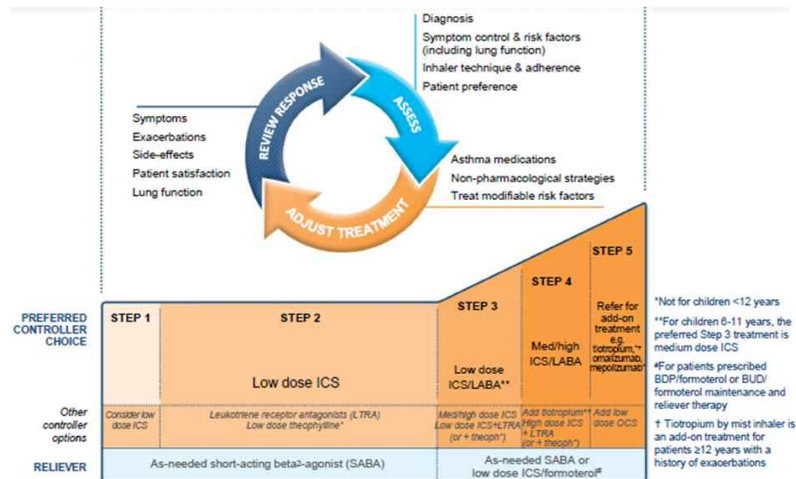 Diagnosis
Symptom control & risk factors
(including lung function)
Inhaler technique & adherence
Patient preference
REVIEW RESPONSE
ASSESS
ADJUST TREATMENT
Symptoms
Exacerbations
Side-effects
Patient satisfaction
Lung function
Asthma medications
Non-pharmacological strategies
Treat modifiable risk factors
PREFERRED
CONTROLLER
CHOICE
STEP 1
STEP 2
Low dose ICS
STEP 3
Low dose
ICS/LABA**
STEP 4
Med/high
ICS/LABA
STEP 5
Refer for
add-on
treatment
e.g.
tiotropium,*†
omalizumab,
mepolizumab*
Other
controller
options
Consider low
dose ICS
Leukotriene receptor antagonists (LTRA)
Low dose theophylline*
Med/high dose ICS
Low dose ICS+LTRA
(or + theoph*)
Add tiotropium*†
High dose ICS
+ LTRA
(or + theoph*)
Add low
dose OCS
RELIEVER
As-needed short-acting beta2-agonist (SABA)
As-needed SABA or
low dose ICS/formoterol#
*Not for children <12 years
**For children 6-11 years, the
preferred Step 3 treatment is
medium dose ICS
#For patients prescribed
BDP/formoterol or BUD/
formoterol maintenance and
reliever therapy
† Tiotropium by mist inhaler is
an add-on treatment for
patients ≥12 years with a
history of exacerbations